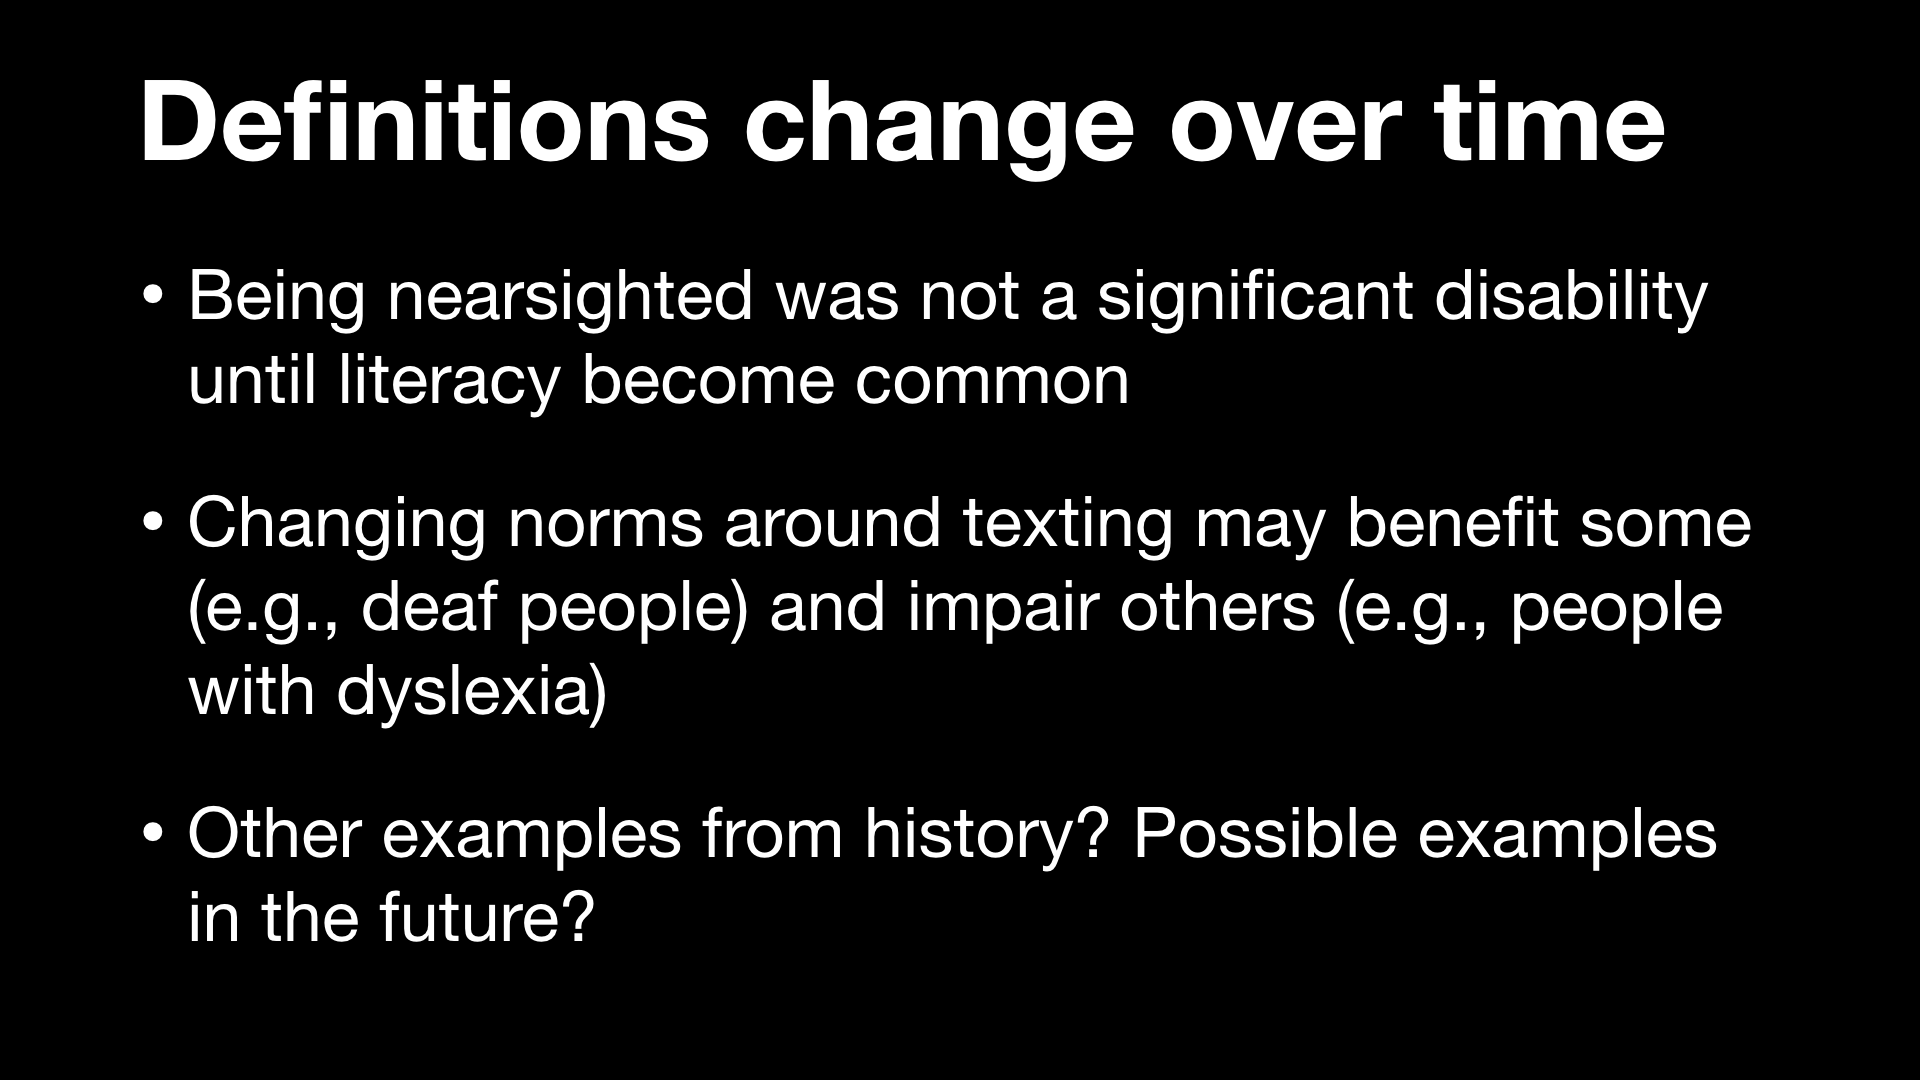 Definitions change over time
• Being nearsighted was not a significant disability
until literacy become common
• Changing norms around texting may benefit some
(e.g., deaf people) and impair others (e.g., people
with dyslexia)
• Other examples from history? Possible examples
in the future?